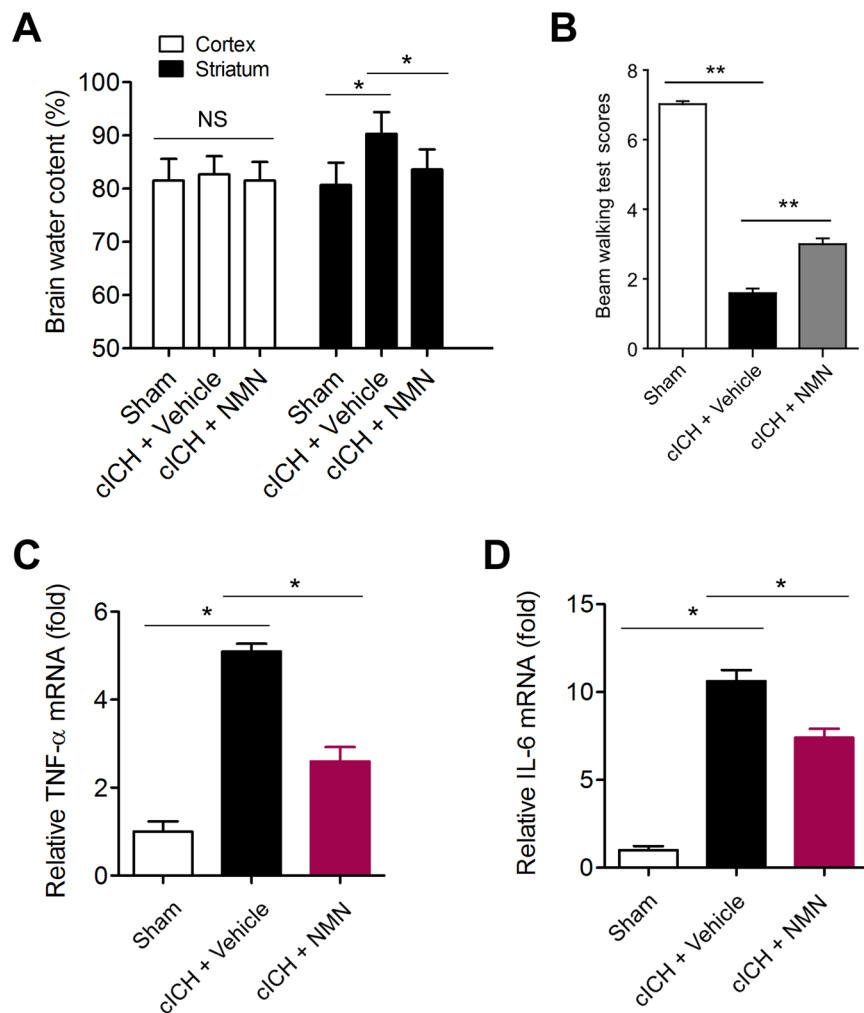 A
Cortex
Striatum
Brain water cotent (%)
100
90
80
70
60
50
NS
*
*
Sham
cICH + Vehicle
cICH + NMN
Sham
cICH + Vehicle
cICH + NMN
B
Beam walking test scores
8
6
4
2
0
**
**
Sham
cICH + Vehicle
cICH + NMN
C
Relative TNF-α mRNA (fold)
6
4
2
0
*
*
Sham
cICH + Vehicle
cICH + NMN
D
Relative IL-6 mRNA (fold)
15
10
5
0
*
*
Sham
cICH + Vehicle
cICH + NMN